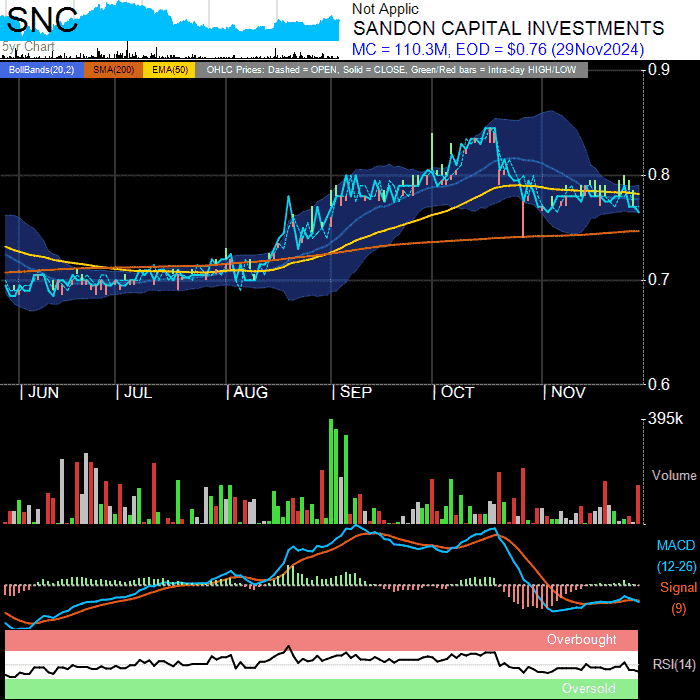 SNC
5yr Chart
Not Applic
SANDON CAPITAL INVESTMENTS
MC = 110.3M, EOD = $0.76 (29Nov2024)
BollBands(20,2) SMA(200) EMA(50) OHLC Prices: Dashed = OPEN, Solid = CLOSE, Green/Red bars = Intra-day HIGH/LOW
0.9
0.8
0.7
0.6
| JUN | JUL | AUG | SEP | OCT | NOV
395k
Volume
MACD
(12-26)
Signal
(9)
Overbought
RSI(14)
Oversold